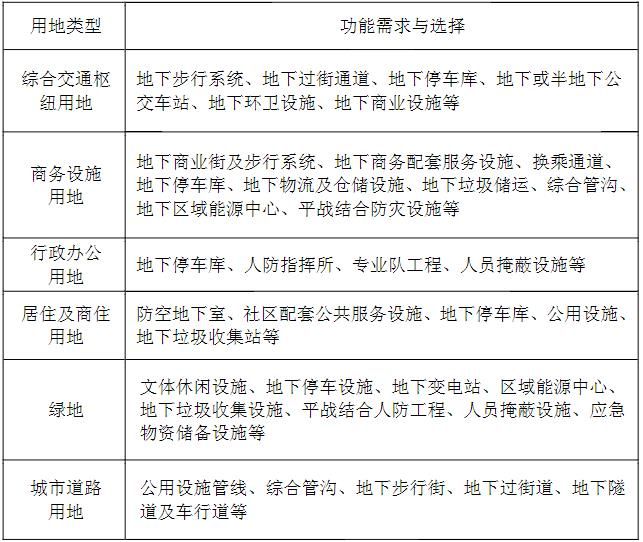 用地类型
功能需求与选择
综合交通枢
纽用地
地下步行系统、地下过街通道、地下停车库、地下或半地下公
交车站、地下环卫设施、地下商业设施等
商务设施
用地
地下商业街及步行系统、地下商务配套服务设施、换乘通道、
地下停车库、地下物流及仓储设施、地下垃圾储运、综合管沟、
地下区域能源中心、平战结合防灾设施等
行政办公
用地
地下停车库、人防指挥所、专业队工程、人员掩蔽设施等
居住及商住
用地
防空地下室、社区配套公共服务设施、地下停车库、公用设施、
地下垃圾收集站等
绿地
文体休闲设施、地下停车设施、地下变电站、区域能源中心、
地下垃圾收集设施、平战结合人防工程、人员掩蔽设施、应急
物资储备设施等
城市道路
用地
公用设施管线、综合管沟、地下步行街、地下过街道、地下隧
道及车行道等